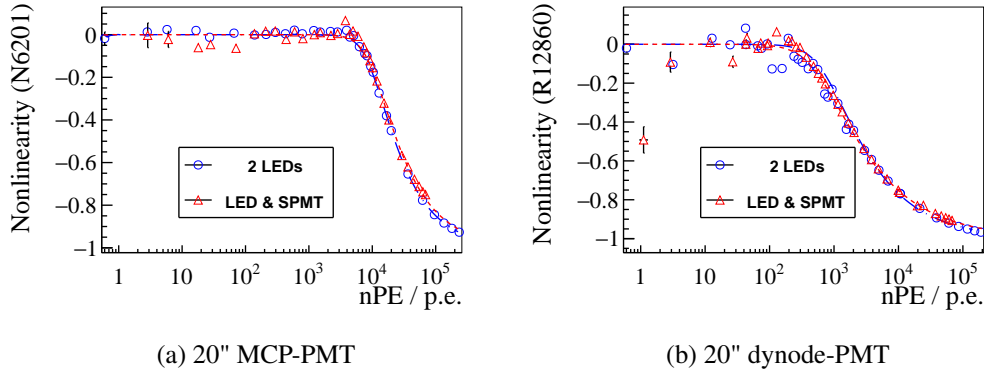 Nonlinearity (N6201)
0
−0.2
−0.4
−0.6
−0.8
−1
2 LEDs
LED & SPMT
1 10 10² 10³ 10⁴ 10⁵
nPE / p.e.
(a) 20" MCP-PMT
Nonlinearity (R12860)
0
−0.2
−0.4
−0.6
−0.8
−1
2 LEDs
LED & SPMT
1 10 10² 10³ 10⁴ 10⁵
nPE / p.e.
(b) 20" dynode-PMT